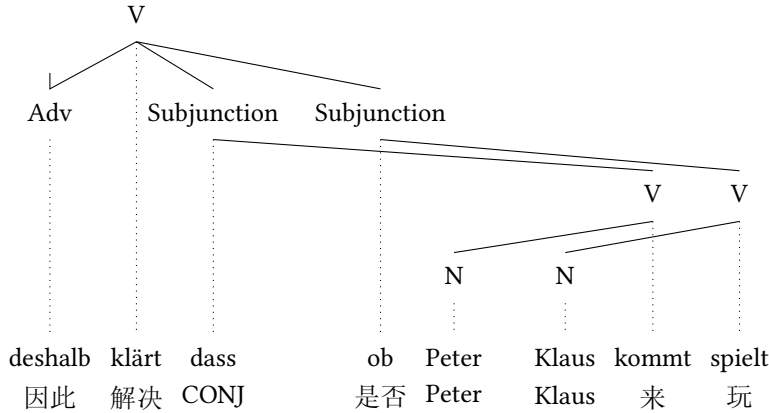 V
Adv Subjunction Subjunction
V V
N N
deshalb klärt dass ob Peter Klaus kommt spielt
因此 解决 CONJ 是否 Peter Klaus 来 玩